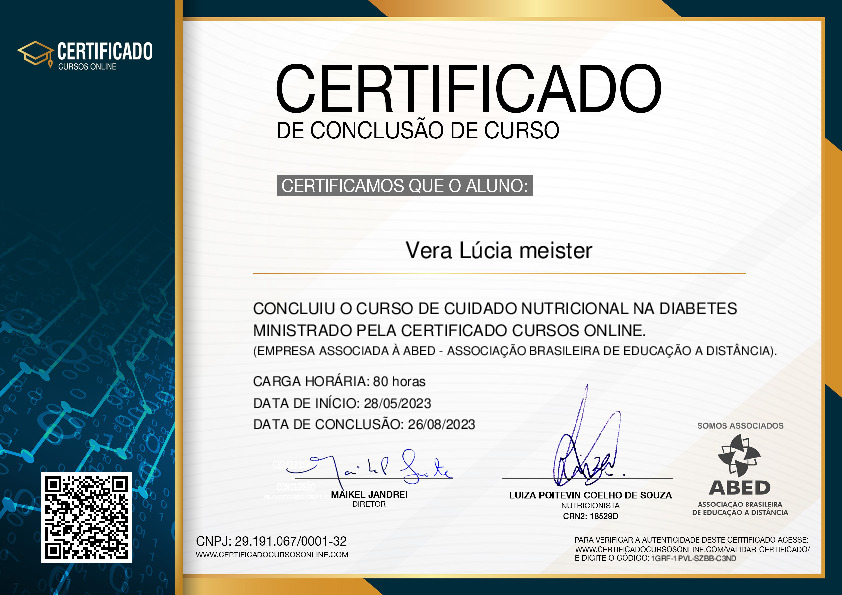 CERTIFICADO
CURSOS ONLINE
CERTIFICADO
DE CONCLUSÃO DE CURSO
CERTIFICAMOS QUE O ALUNO:
Vera Lúcia meister
CONCLUIU O CURSO DE CUIDADO NUTRICIONAL NA DIABETES
MINISTRADO PELA CERTIFICADO CURSOS ONLINE.
(EMPRESA ASSOCIADA À ABED - ASSOCIAÇÃO BRASILEIRA DE EDUCAÇÃO A DISTÂNCIA).
CARGA HORÁRIA: 80 horas
DATA DE INÍCIO: 28/05/2023
DATA DE CONCLUSÃO: 26/08/2023
MAIKEL JANDREI
DIRETOR
LUIZA POITEVIN COELHO DE SOUZA
NUTRICIONISTA
CRN2: 18529D
SOMOS ASSOCIADOS
ABED
ASSOCIAÇÃO BRASILEIRA
DE EDUCAÇÃO A DISTÂNCIA
CNPJ: 29.191.067/0001-32
WWW.CERTIFICADOCURSOSONLINE.COM
PARA VERIFICAR A AUTENTICIDADE DESTE CERTIFICADO ACESSE:
WWW.CERTIFICADOCURSOSONLINE.COM/VALIDAR-CERTIFICADO/
E DIGITE O CÓDIGO: 1GRF-1PVL-SZBB-C3ND